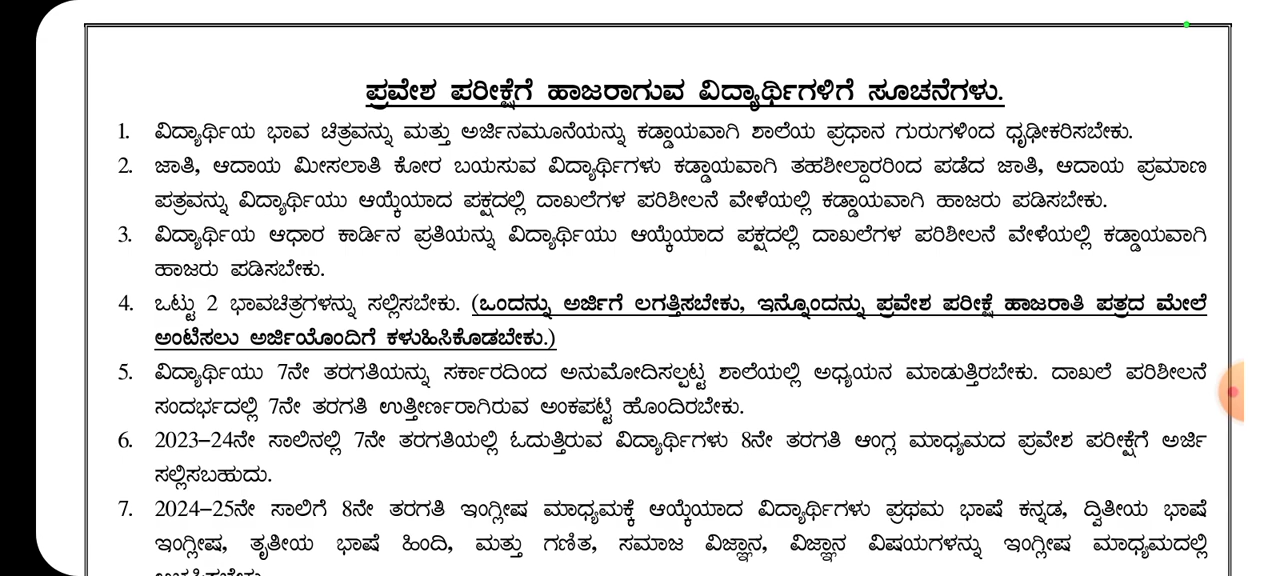 ಪ್ರವೇಶ ಪರೀಕ್ಷೆಗೆ ಹಾಜರಾಗುವ ವಿದ್ಯಾರ್ಥಿಗಳಿಗೆ ಸೂಚನೆಗಳು.
1. ವಿದ್ಯಾರ್ಥಿಯ ಭಾವ ಚಿತ್ರವನ್ನು ಮತ್ತು ಅರ್ಜಿನಮೂನೆಯನ್ನು ಕಡ್ಡಾಯವಾಗಿ ಶಾಲೆಯ ಪ್ರಧಾನ ಗುರುಗಳಿಂದ ಧೃಢೀಕರಿಸಬೇಕು.
2. ಜಾತಿ, ಆದಾಯ ಮೀಸಲಾತಿ ಕೋರ ಬಯಸುವ ವಿದ್ಯಾರ್ಥಿಗಳು ಕಡ್ಡಾಯವಾಗಿ ತಹಶೀಲ್ದಾರರಿಂದ ಪಡೆದ ಜಾತಿ, ಆದಾಯ ಪ್ರಮಾಣ
ಪತ್ರವನ್ನು ವಿದ್ಯಾರ್ಥಿಯು ಆಯ್ಕೆಯಾದ ಪಕ್ಷದಲ್ಲಿ ದಾಖಲೆಗಳ ಪರಿಶೀಲನೆ ವೇಳೆಯಲ್ಲಿ ಕಡ್ಡಾಯವಾಗಿ ಹಾಜರು ಪಡಿಸಬೇಕು.
3. ವಿದ್ಯಾರ್ಥಿಯ ಆಧಾರ ಕಾರ್ಡಿನ ಪ್ರತಿಯನ್ನು ವಿದ್ಯಾರ್ಥಿಯು ಆಯ್ಕೆಯಾದ ಪಕ್ಷದಲ್ಲಿ ದಾಖಲೆಗಳ ಪರಿಶೀಲನೆ ವೇಳೆಯಲ್ಲಿ ಕಡ್ಡಾಯವಾಗಿ
ಹಾಜರು ಪಡಿಸಬೇಕು.
4. ಒಟ್ಟು 2 ಭಾವಚಿತ್ರಗಳನ್ನು ಸಲ್ಲಿಸಬೇಕು. (ಒಂದನ್ನು ಅರ್ಜಿಗೆ ಲಗತ್ತಿಸಬೇಕು, ಇನ್ನೊಂದನ್ನು ಪ್ರವೇಶ ಪರೀಕ್ಷೆ ಹಾಜರಾತಿ ಪತ್ರದ ಮೇಲೆ
ಅಂಟಿಸಲು ಅರ್ಜಿಯೊಂದಿಗೆ ಕಳುಹಿಸಿಕೊಡಬೇಕು.)
5. ವಿದ್ಯಾರ್ಥಿಯು 7ನೇ ತರಗತಿಯನ್ನು ಸರ್ಕಾರದಿಂದ ಅನುಮೋದಿಸಲ್ಪಟ್ಟ ಶಾಲೆಯಲ್ಲಿ ಅಧ್ಯಯನ ಮಾಡುತ್ತಿರಬೇಕು. ದಾಖಲೆ ಪರಿಶೀಲನೆ
ಸಂದರ್ಭದಲ್ಲಿ 7ನೇ ತರಗತಿ ಉತ್ತೀರ್ಣರಾಗಿರುವ ಅಂಕಪಟ್ಟಿ ಹೊಂದಿರಬೇಕು.
6. 2023–24ನೇ ಸಾಲಿನಲ್ಲಿ 7ನೇ ತರಗತಿಯಲ್ಲಿ ಓದುತ್ತಿರುವ ವಿದ್ಯಾರ್ಥಿಗಳು 8ನೇ ತರಗತಿ ಆಂಗ್ಲ ಮಾಧ್ಯಮದ ಪ್ರವೇಶ ಪರೀಕ್ಷೆಗೆ ಅರ್ಜಿ
ಸಲ್ಲಿಸಬಹುದು.
7. 2024–25ನೇ ಸಾಲಿಗೆ 8ನೇ ತರಗತಿ ಇಂಗ್ಲೀಷ ಮಾಧ್ಯಮಕ್ಕೆ ಆಯ್ಕೆಯಾದ ವಿದ್ಯಾರ್ಥಿಗಳು ಪ್ರಥಮ ಭಾಷೆ ಕನ್ನಡ, ದ್ವಿತೀಯ ಭಾಷೆ
ಇಂಗ್ಲೀಷ, ತೃತೀಯ ಭಾಷೆ ಹಿಂದಿ, ಮತ್ತು ಗಣಿತ, ಸಮಾಜ ವಿಜ್ಞಾನ, ವಿಜ್ಞಾನ ವಿಷಯಗಳನ್ನು ಇಂಗ್ಲೀಷ ಮಾಧ್ಯಮದಲ್ಲಿ